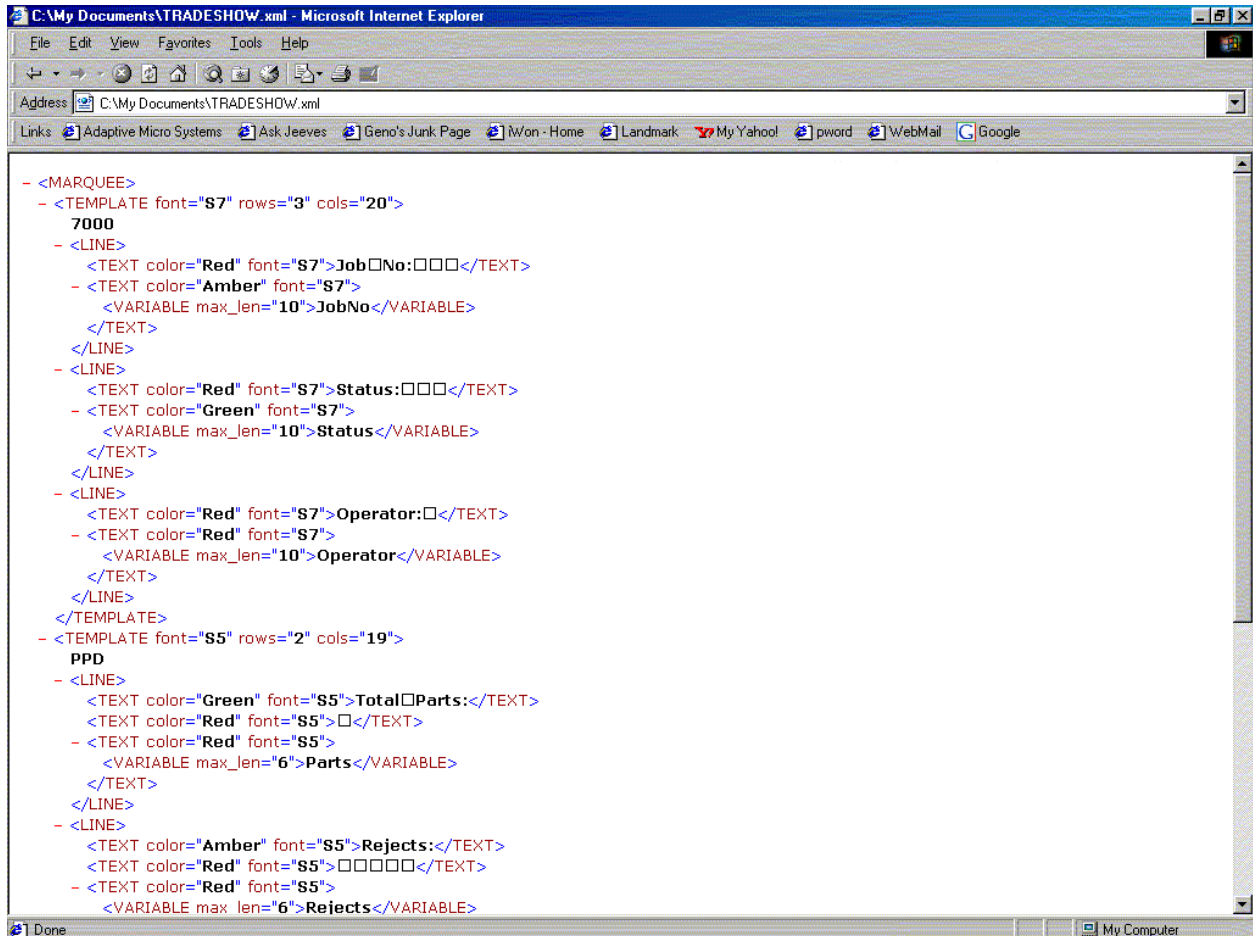 C:\My Documents\TRADESHOW.xml - Microsoft Internet Explorer
File Edit View Favorites Tools Help
Address C:\My Documents\TRADESHOW.xml
Links Adaptive Micro Systems Ask Jeeves Geno's Junk Page iWon - Home Landmark My Yahoo! pword WebMail Google
- <MARQUEE>
- <TEMPLATE font="S7" rows="3" cols="20">
7000
- <LINE>
<TEXT color="Red" font="S7">Job□No:□□□</TEXT>
- <TEXT color="Amber" font="S7">
<VARIABLE max_len="10">JobNo</VARIABLE>
</TEXT>
</LINE>
- <LINE>
<TEXT color="Red" font="S7">Status:□□□</TEXT>
- <TEXT color="Green" font="S7">
<VARIABLE max_len="10">Status</VARIABLE>
</TEXT>
</LINE>
- <LINE>
<TEXT color="Red" font="S7">Operator:□</TEXT>
- <TEXT color="Red" font="S7">
<VARIABLE max_len="10">Operator</VARIABLE>
</TEXT>
</LINE>
</TEMPLATE>
- <TEMPLATE font="S5" rows="2" cols="19">
PPD
- <LINE>
<TEXT color="Green" font="S5">Total□Parts:</TEXT>
<TEXT color="Red" font="S5">□</TEXT>
- <TEXT color="Red" font="S5">
<VARIABLE max_len="6">Parts</VARIABLE>
</TEXT>
</LINE>
- <LINE>
<TEXT color="Amber" font="S5">Rejects:</TEXT>
<TEXT color="Red" font="S5">□□□□□</TEXT>
- <TEXT color="Red" font="S5">
<VARIABLE max_len="6">Rejects</VARIABLE>
Done My Computer